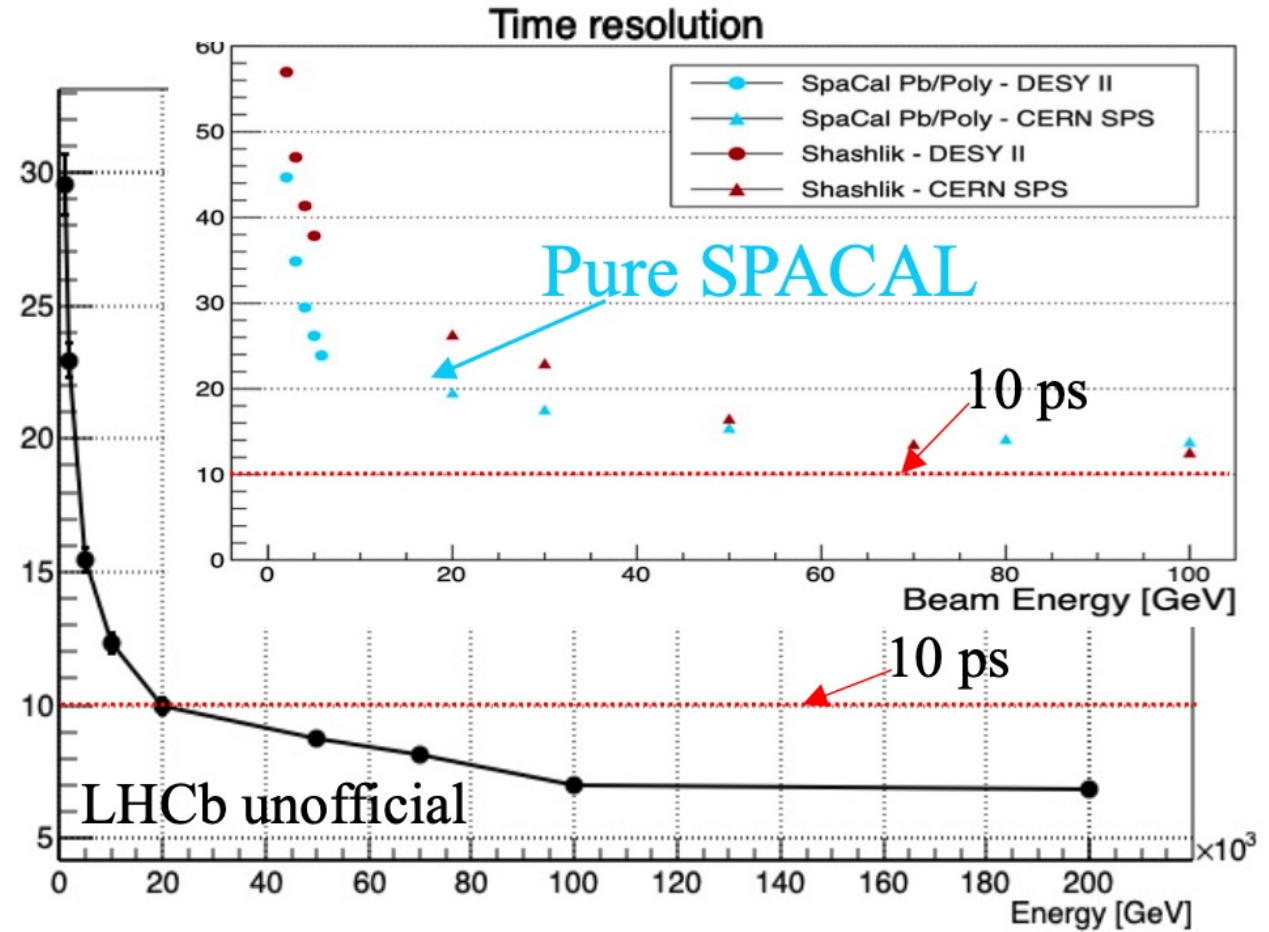 Time resolution
60
50
40
30
20
10
0
0 20 40 60 80 100
Beam Energy [GeV]
SpaCal Pb/Poly - DESY II
SpaCal Pb/Poly - CERN SPS
Shashlik - DESY II
Shashlik - CERN SPS
Pure SPACAL
10 ps
30
25
20
15
10
5
10 ps
LHCb unofficial
×10³
0 20 40 60 80 100 120 140 160 180 200
Energy [GeV]